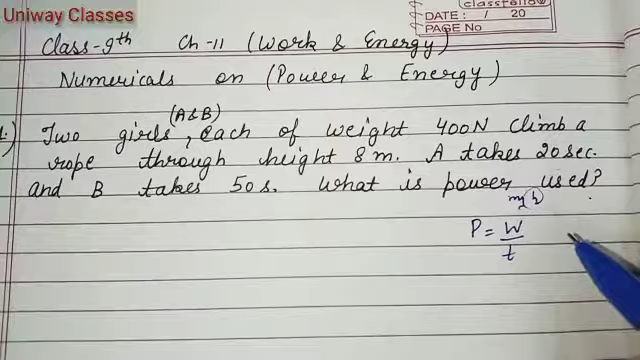 Uniway Classes
classfellow
DATE: / 20
PAGE No
Class-9th Ch-11 (Work & Energy)
Numericals on (Power & Energy)
(A&B)
1.) Two girls, each of weight 400N climb a
rope through height 8m. A takes 20sec.
and B takes 50s. What is power used?
mgh
P = W
t